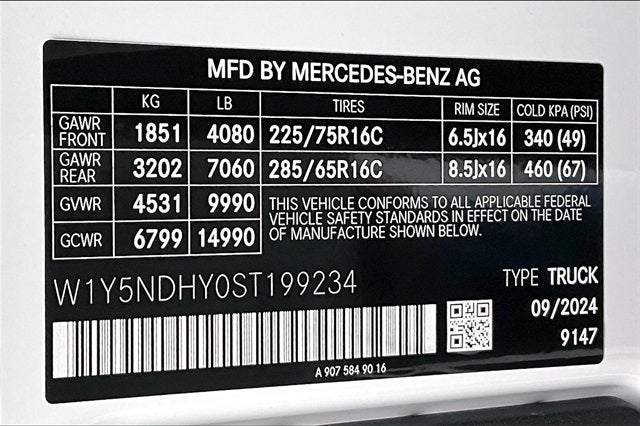 MFD BY MERCEDES-BENZ AG
KG LB TIRES RIM SIZE COLD KPA (PSI)
GAWR FRONT 1851 4080 225/75R16C 6.5Jx16 340 (49)
GAWR REAR 3202 7060 285/65R16C 8.5Jx16 460 (67)
GVWR 4531 9990
GCWR 6799 14990
THIS VEHICLE CONFORMS TO ALL APPLICABLE FEDERAL
VEHICLE SAFETY STANDARDS IN EFFECT ON THE DATE
OF MANUFACTURE SHOWN BELOW.
W1Y5NDHY0ST199234
TYPE TRUCK
09/2024
9147
A 907 584 90 16